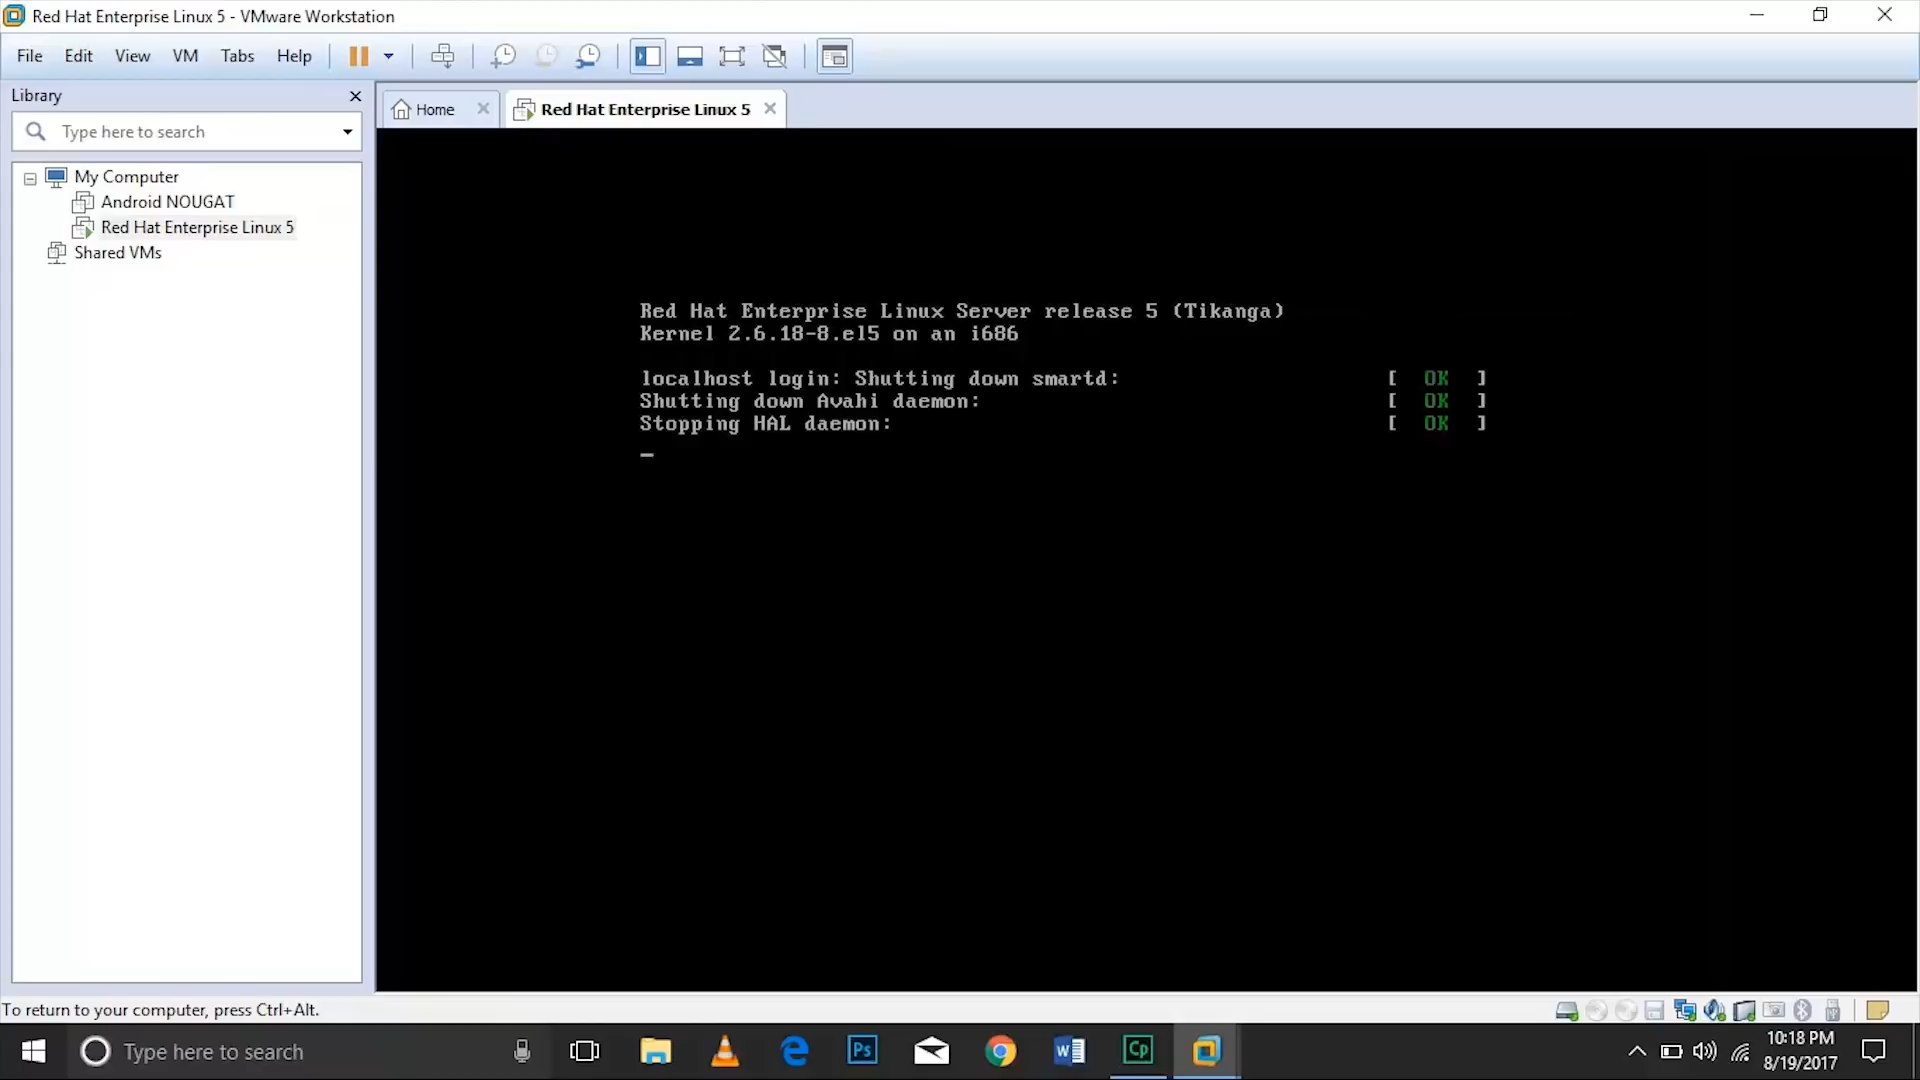 Red Hat Enterprise Linux 5 - VMware Workstation
File Edit View VM Tabs Help
Library
Type here to search
My Computer
Android NOUGAT
Red Hat Enterprise Linux 5
Shared VMs
Home
Red Hat Enterprise Linux 5
Red Hat Enterprise Linux Server release 5 (Tikanga)
Kernel 2.6.18-8.el5 on an i686
localhost login: Shutting down smartd: [ OK ]
Shutting down Avahi daemon: [ OK ]
Stopping HAL daemon: [ OK ]
_
To return to your computer, press Ctrl+Alt.
Type here to search
Ps
W
Cp
10:18 PM
8/19/2017